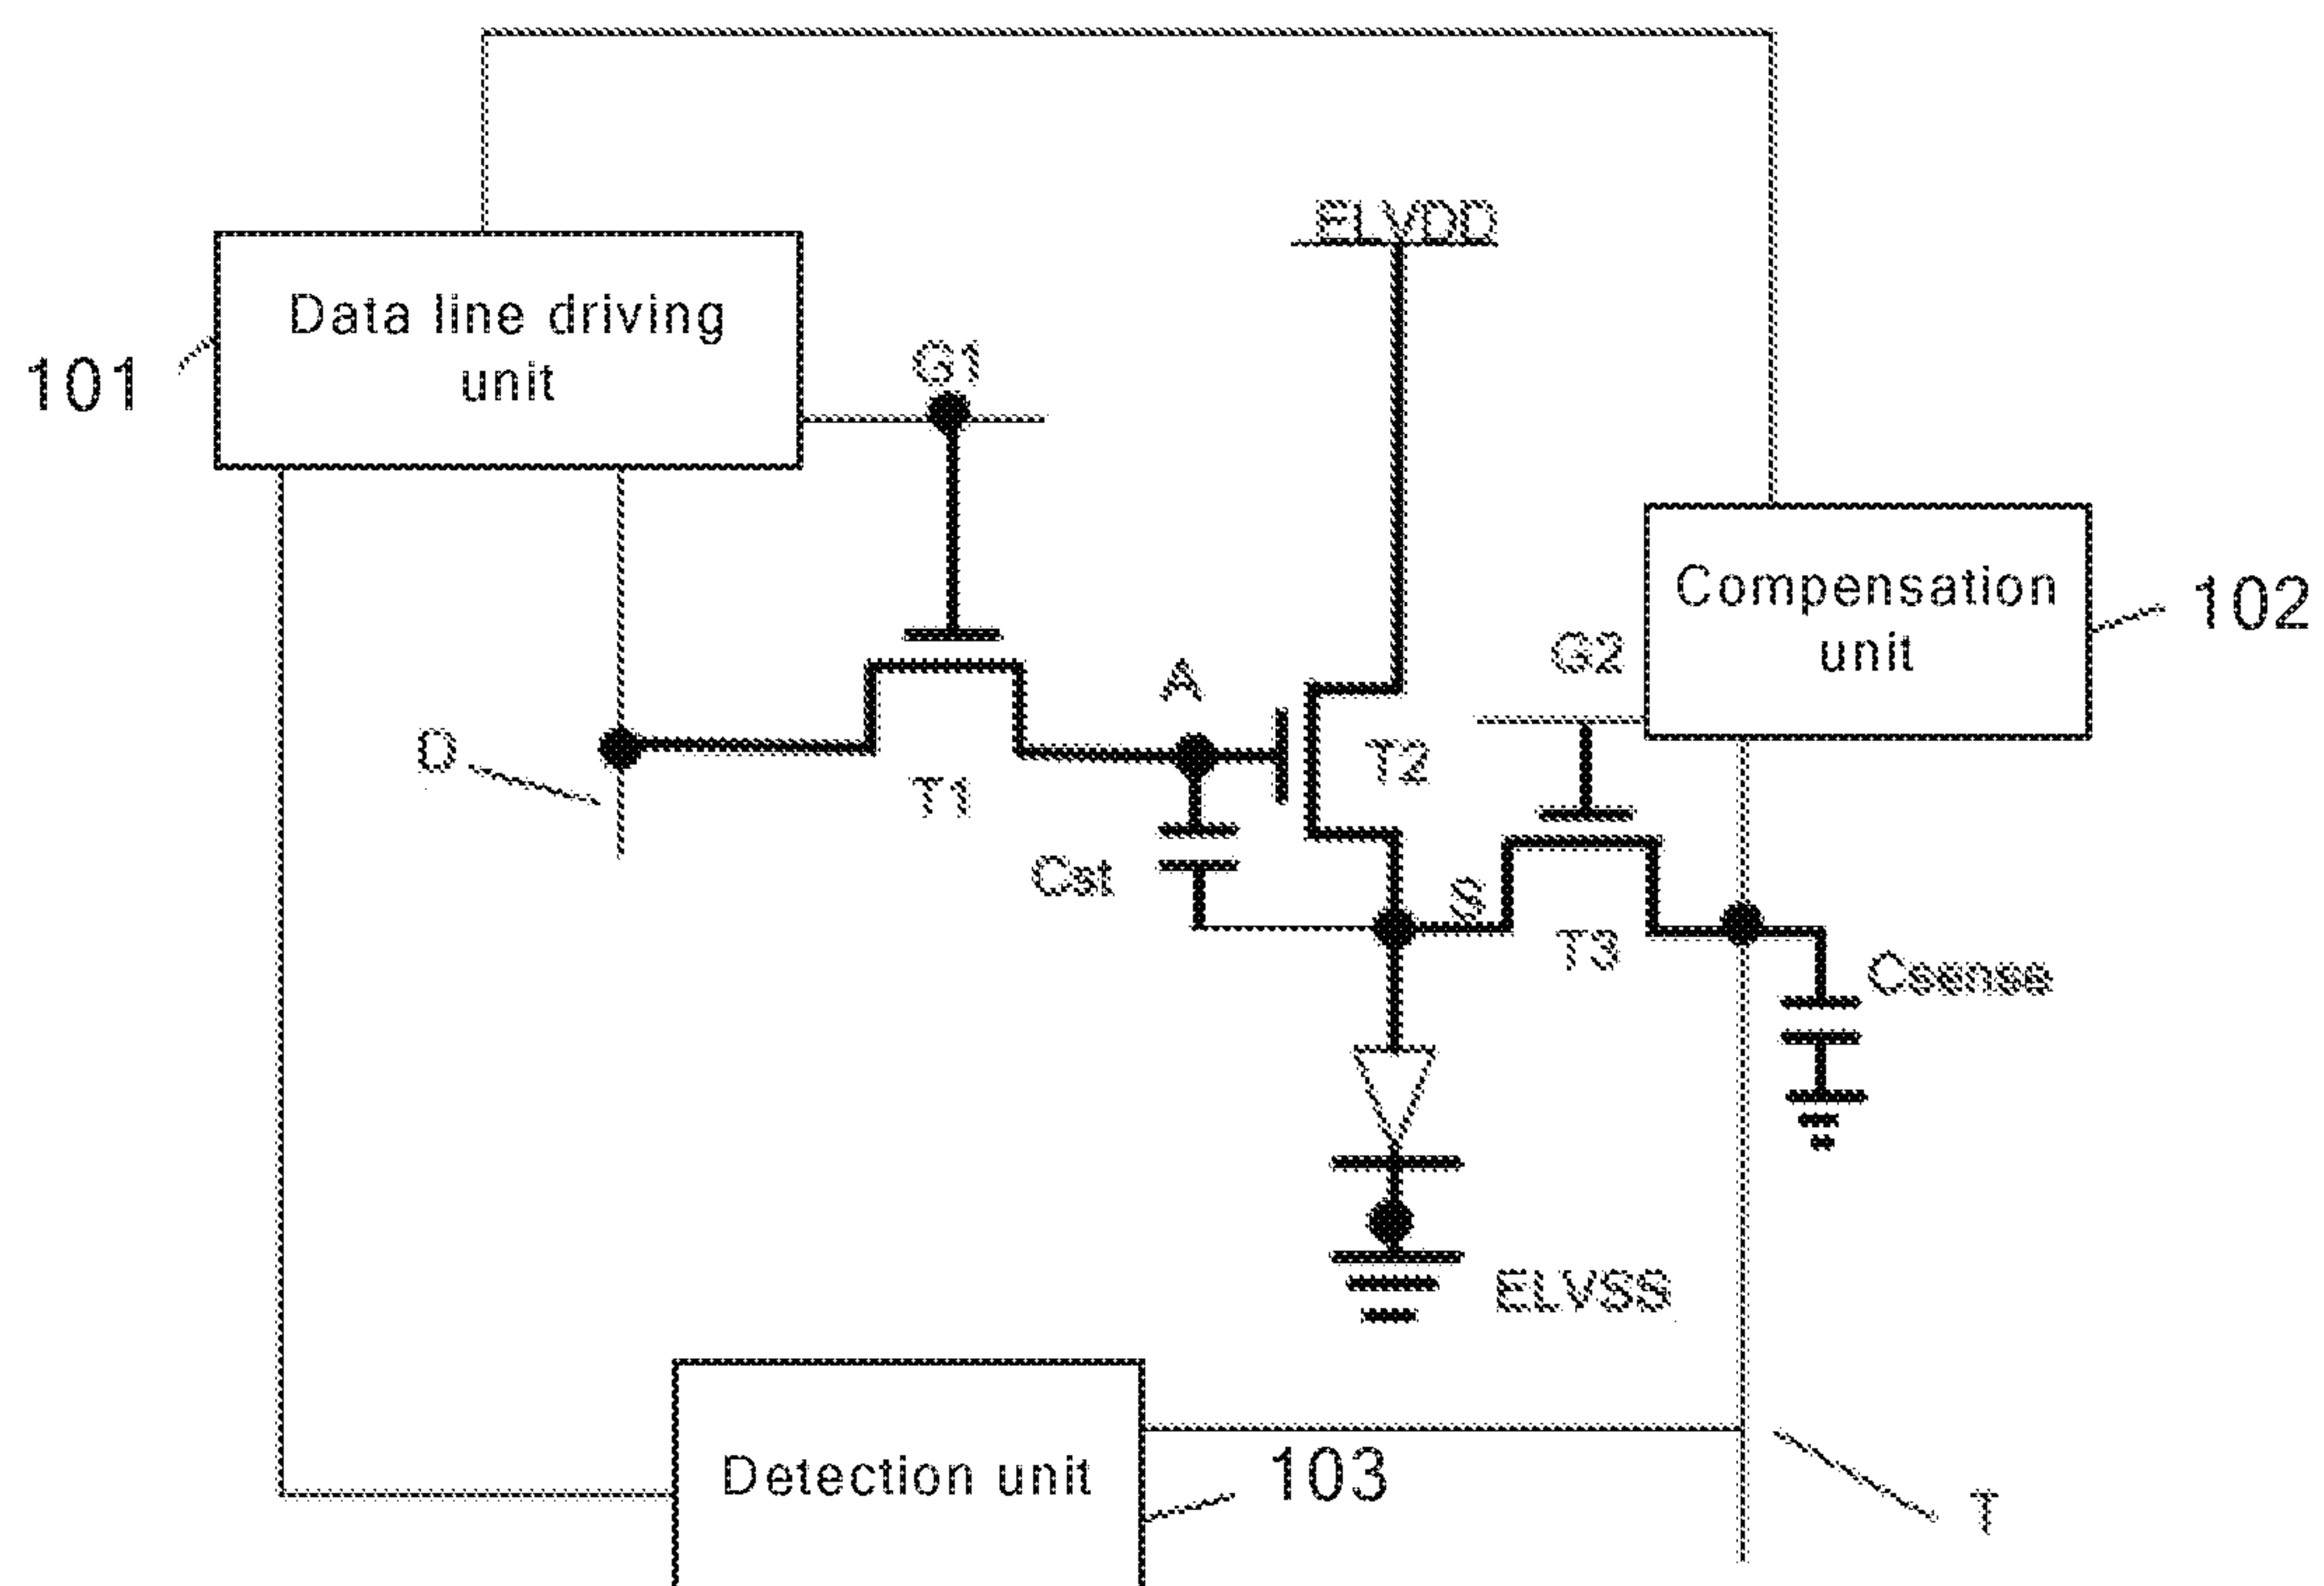 ELVDD
Data line driving
unit
101
G1
Compensation
unit
102
G2
A
D
T2
T1
Cst
S
T3
Csense
ELVSS
Detection unit
103
T